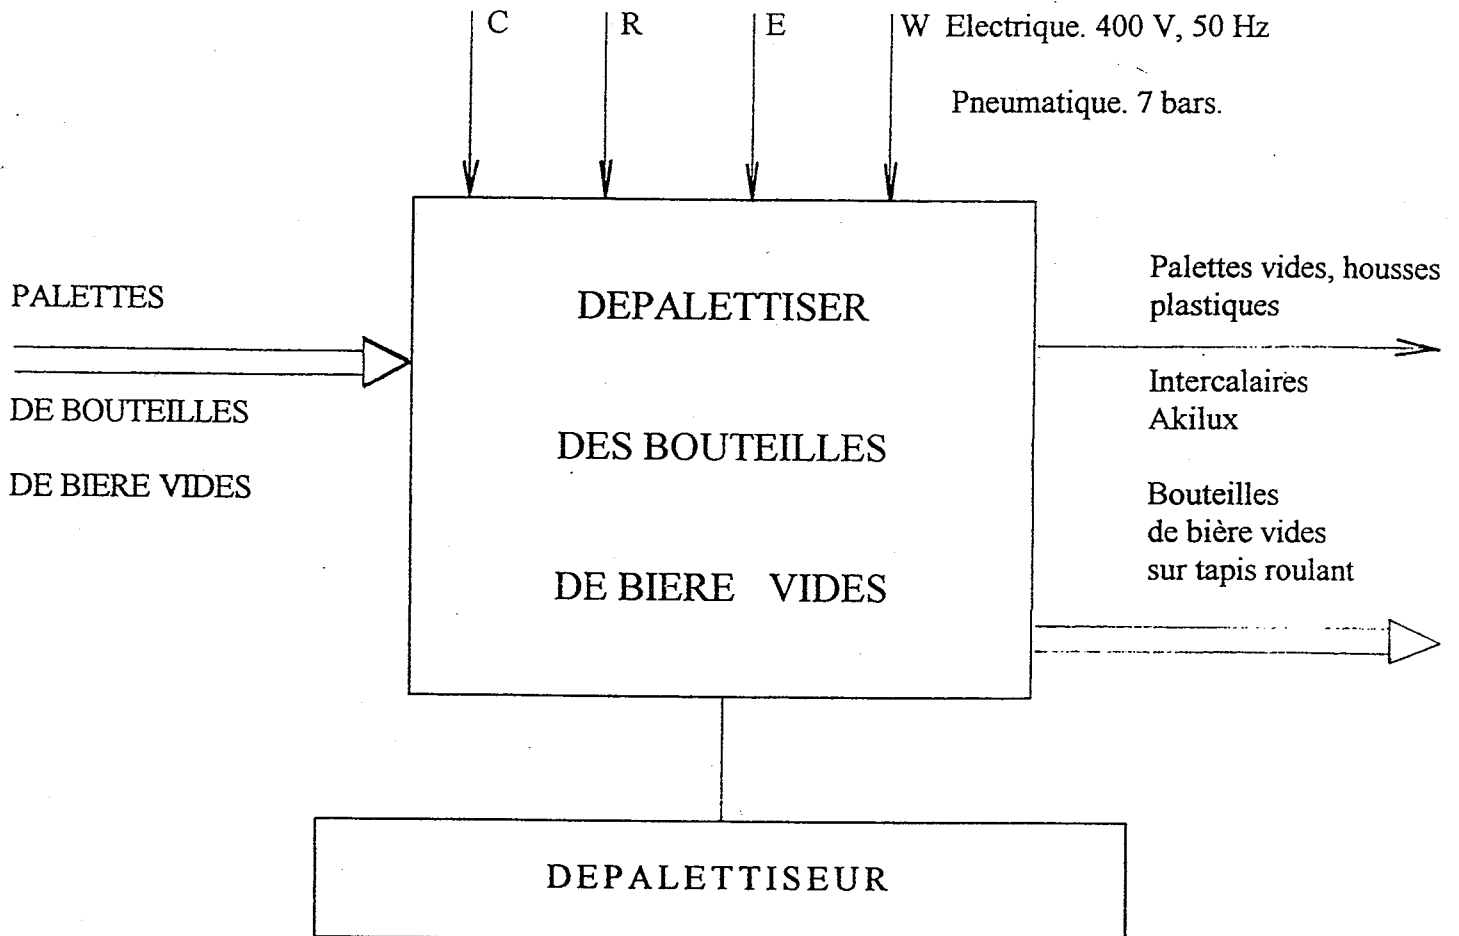 C
R
E
W Electrique. 400 V, 50 Hz
Pneumatique. 7 bars.
PALETTES
DE BOUTEILLES
DE BIERE VIDES
DEPALETTISER
DES BOUTEILLES
DE BIERE VIDES
Palettes vides, housses
plastiques
Intercalaires
Akilux
Bouteilles
de bière vides
sur tapis roulant
DEPALETTISEUR